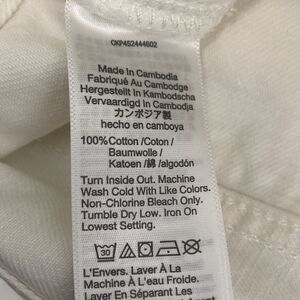 CKP452444602
Made In Cambodia
Fabriqué Au Cambodge
Hergestellt In Kambodscha
Vervaardigd In Cambodja
カンボジア製
hecho en camboya
100%Cotton /Coton /
Baumwolle /
Katoen /綿 /algodón
Turn Inside Out. Machine
Wash Cold With Like Colors.
Non-Chlorine Bleach Only.
Tumble Dry Low. Iron On
Lowest Setting.
30
L'Envers. Laver À La
Machine À L'eau Froide.
Laver En Séparant Les